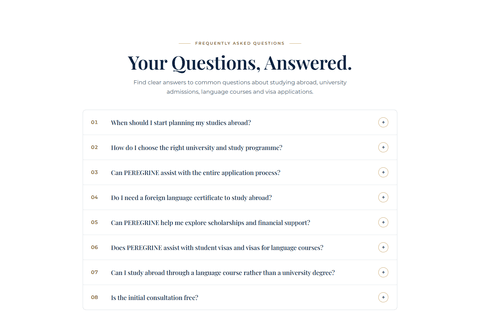 FREQUENTLY ASKED QUESTIONS
Your Questions, Answered.
Find clear answers to common questions about studying abroad, university
admissions, language courses and visa applications.
01 When should I start planning my studies abroad?
02 How do I choose the right university and study programme?
03 Can PEREGRINE assist with the entire application process?
04 Do I need a foreign language certificate to study abroad?
05 Can PEREGRINE help me explore scholarships and financial support?
06 Does PEREGRINE assist with student visas and visas for language courses?
07 Can I study abroad through a language course rather than a university degree?
08 Is the initial consultation free?